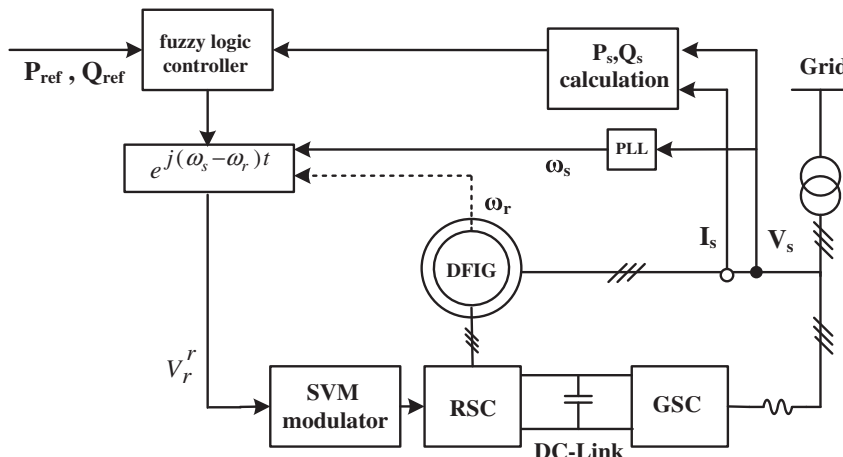 fuzzy logic
controller
P_ref , Q_ref
P_s,Q_s
calculation
Grid
e^{j(ω_s−ω_r)t}
PLL
ω_s
ω_r
I_s
V_s
DFIG
V_r^r
SVM
modulator
RSC
GSC
DC-Link